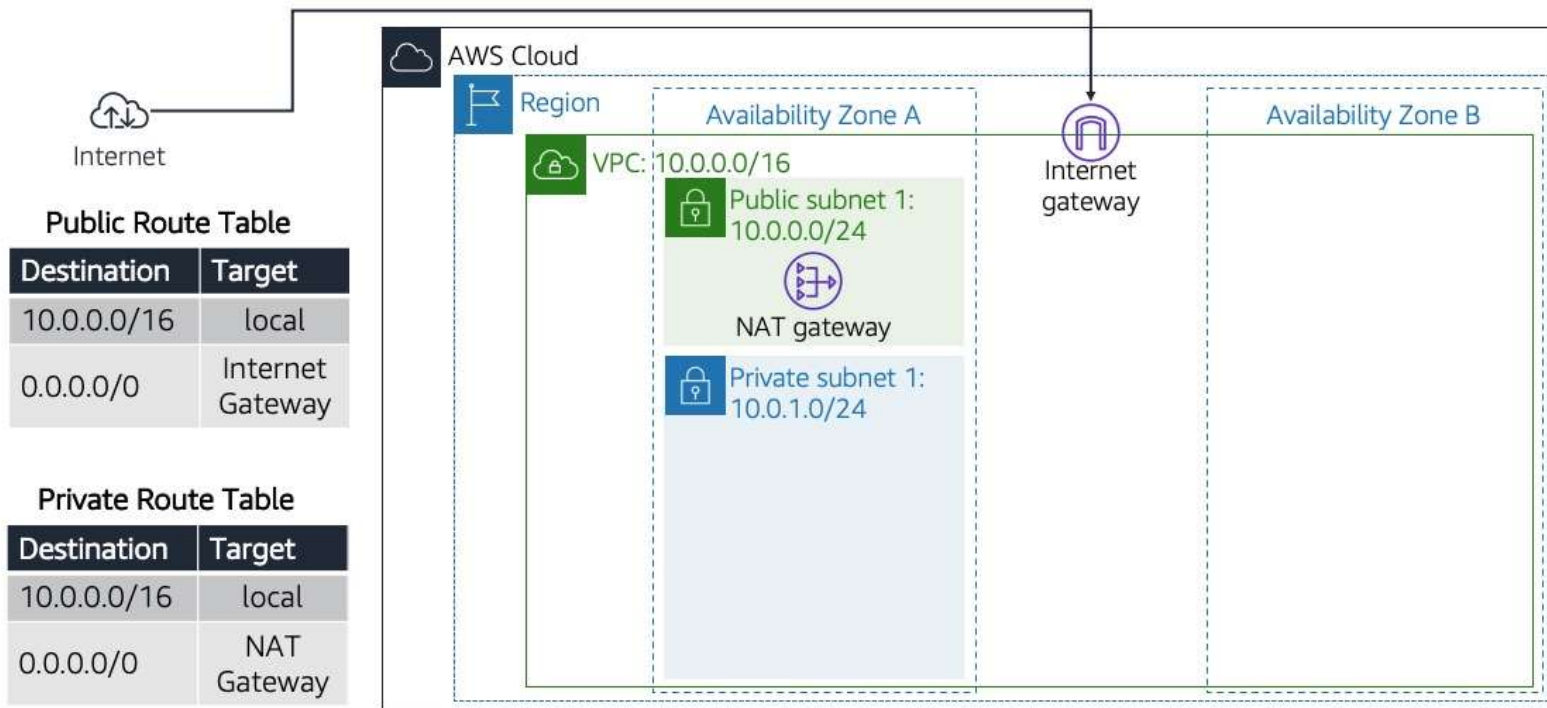 AWS Cloud
Region
Availability Zone A
Availability Zone B
Internet
VPC: 10.0.0.0/16
Internet
gateway
Public subnet 1:
10.0.0.0/24
NAT gateway
Private subnet 1:
10.0.1.0/24
Public Route Table
Destination Target
10.0.0.0/16 local
0.0.0.0/0 Internet
Gateway
Private Route Table
Destination Target
10.0.0.0/16 local
0.0.0.0/0 NAT
Gateway